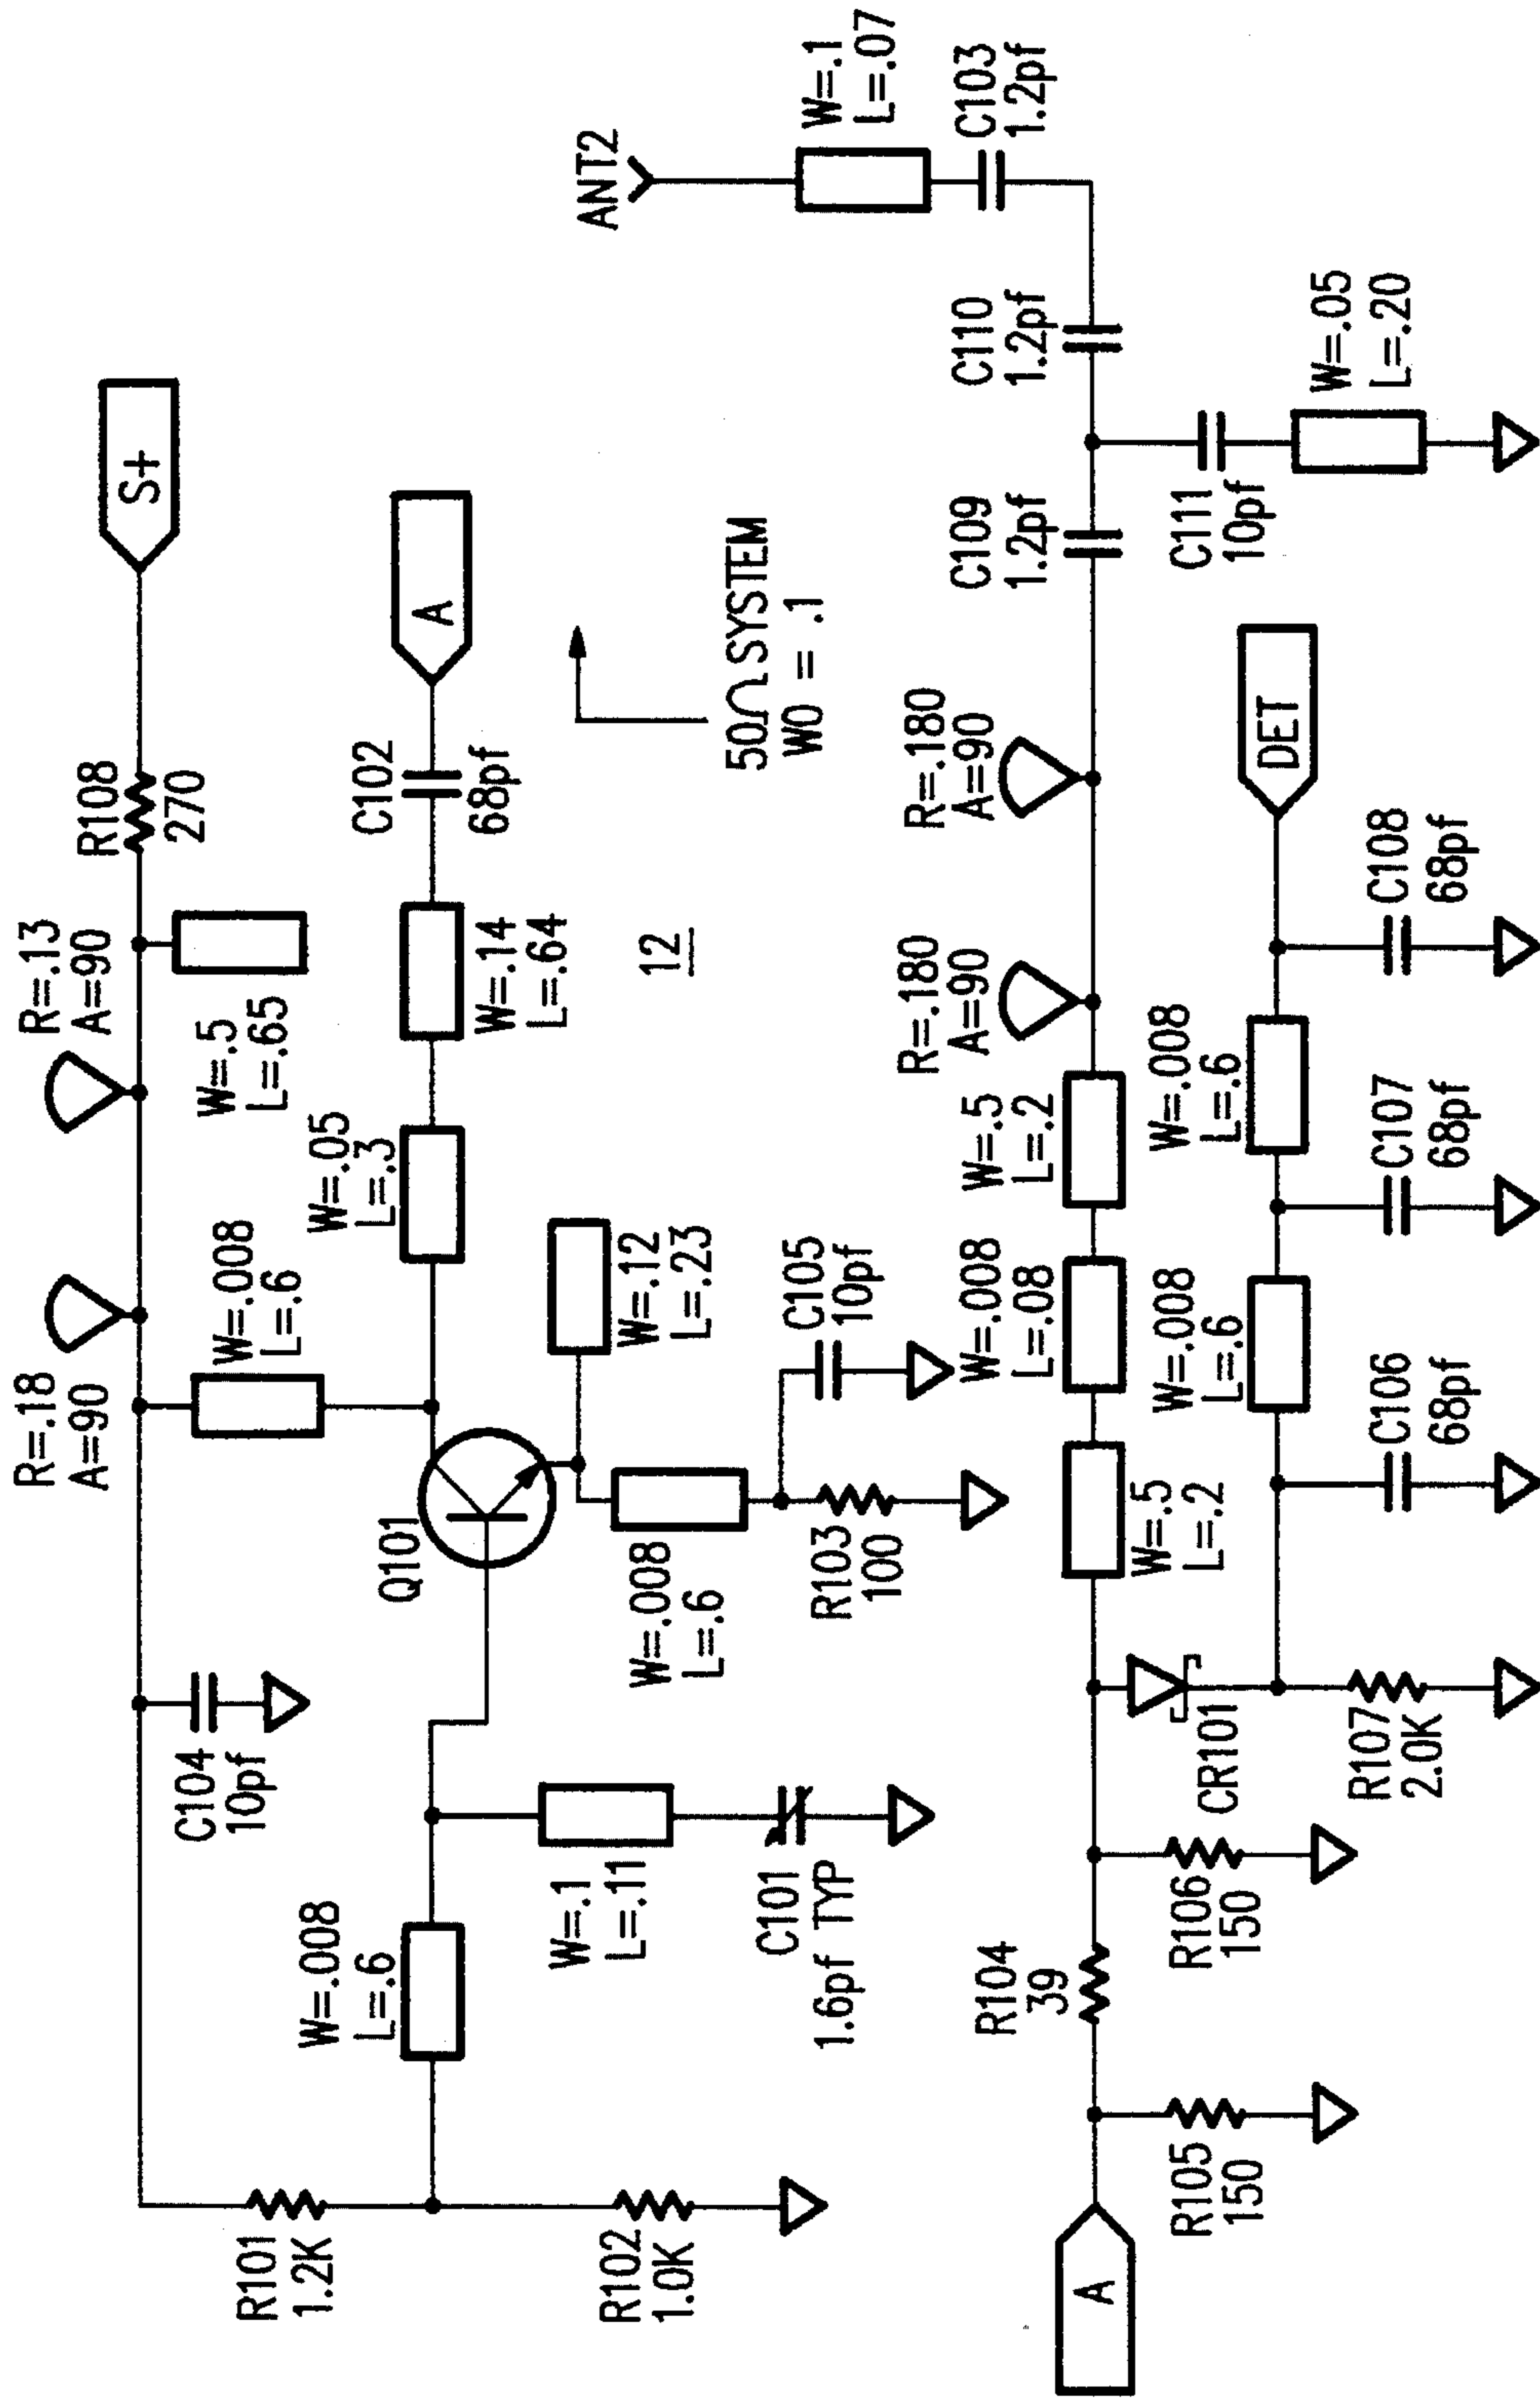 S+
R108
270
R=.13
A=90
W=.5
L=.65
R=.18
A=90
W=.008
L=.6
C104
10pf
R101
1.2K
R102
1.0K
W=.008
L=.6
W=.1
L=.11
C101
1.6pf TYP
Q101
W=.008
L=.6
R103
100
C105
10pf
W=.12
L=.23
W=.05
L=.3
W=.14
L=.64
C102
68pf
A
12
50Ω SYSTEM
W0 = .1
ANT2
W=.1
L=.07
C103
1.2pf
C110
1.2pf
C109
1.2pf
C111
10pf
W=.05
L=.20
R=.180
A=90
R=.180
A=90
W=.5
L=.2
W=.008
L=.08
W=.5
L=.2
R104
39
A
R105
150
R106
150
CR101
R107
2.0K
C106
68pf
W=.008
L=.6
C107
68pf
W=.008
L=.6
C108
68pf
DET